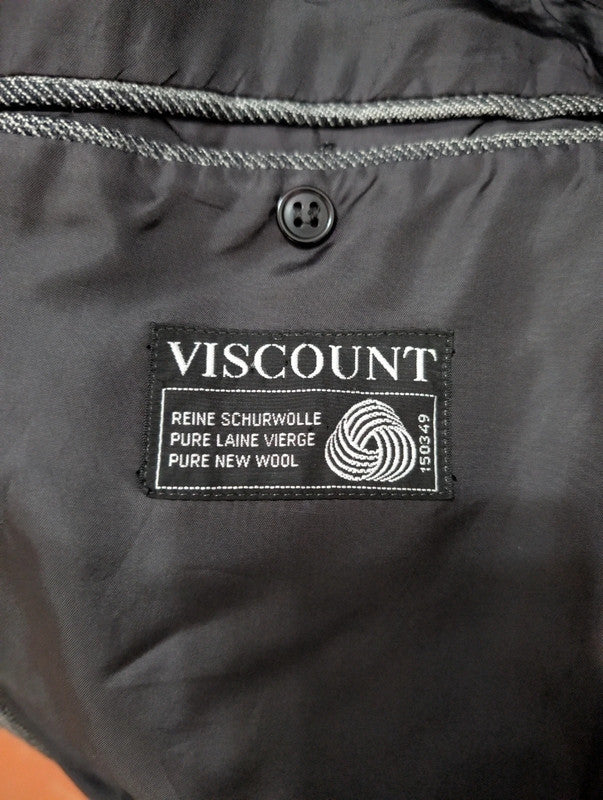 VISCOUNT
REINE SCHURWOLLE
PURE LAINE VIERGE
PURE NEW WOOL
150349